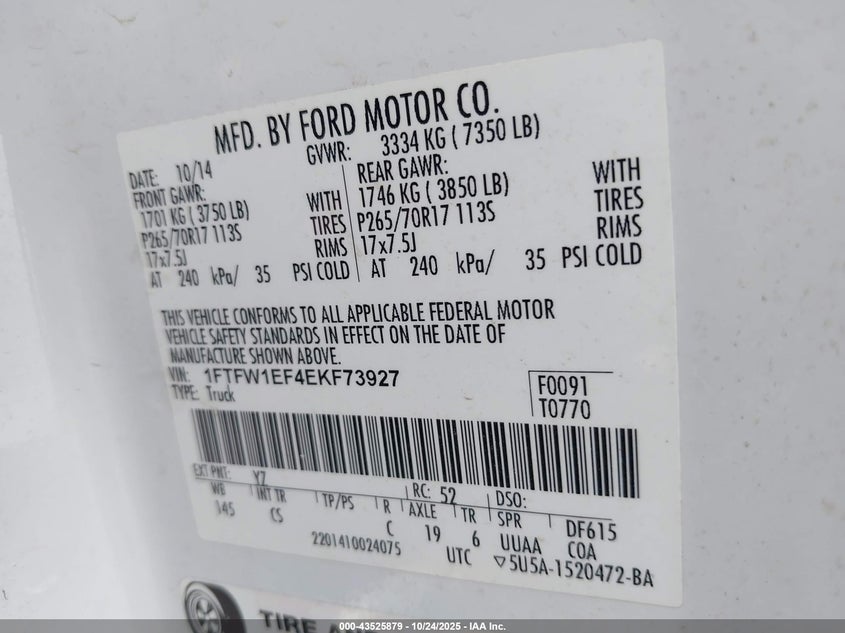 MFD. BY FORD MOTOR CO.
DATE: 10/14 GVWR: 3334 KG ( 7350 LB)
FRONT GAWR: REAR GAWR:
1701 KG ( 3750 LB) WITH 1746 KG ( 3850 LB) WITH
P265/70R17 113S TIRES P265/70R17 113S TIRES
17x7.5J RIMS 17x7.5J RIMS
AT 240 kPa/ 35 PSI COLD AT 240 kPa/ 35 PSI COLD
THIS VEHICLE CONFORMS TO ALL APPLICABLE FEDERAL MOTOR
VEHICLE SAFETY STANDARDS IN EFFECT ON THE DATE OF
MANUFACTURE SHOWN ABOVE.
VIN: 1FTFW1EF4EKF73927 F0091
TYPE: Truck T0770
EXT PNT: YZ RC: 52 DSO:
WB INT TR TP/PS R AXLE TR SPR DF615
145 CS C 19 6 UUAA COA
2201410024075 UTC ▽5U5A-1520472-BA
TIRE
000-43525879 | 10/24/2025 - IAA Inc.